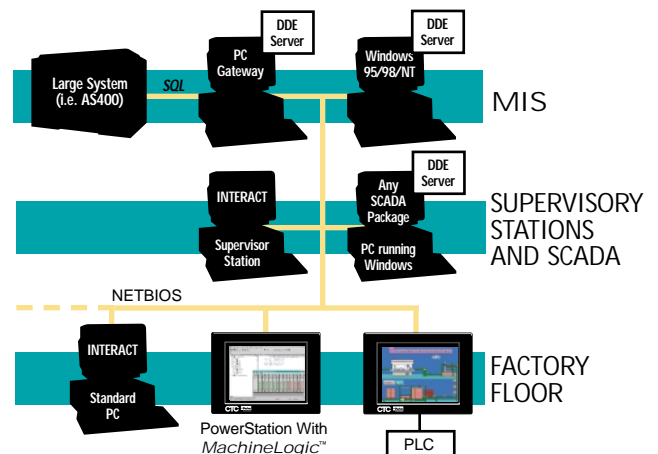 DDE
Server
DDE
Server
PC
Gateway
Windows
95/98/NT
Large System
(i.e. AS400)
SQL
MIS
DDE
Server
INTERACT
Any
SCADA
Package
Supervisor
Station
PC running
Windows
SUPERVISORY
STATIONS
AND SCADA
NETBIOS
INTERACT
Standard
PC
CTC
CTC
FACTORY
FLOOR
PowerStation With
MachineLogic™
PLC